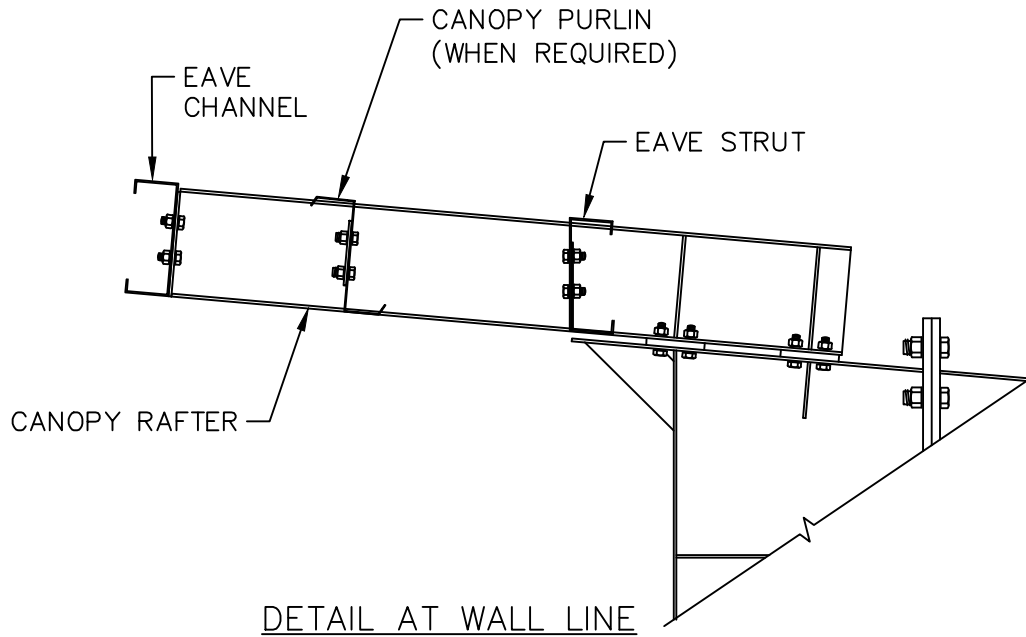 CANOPY PURLIN
(WHEN REQUIRED)
EAVE
CHANNEL
EAVE STRUT
CANOPY RAFTER
DETAIL AT WALL LINE